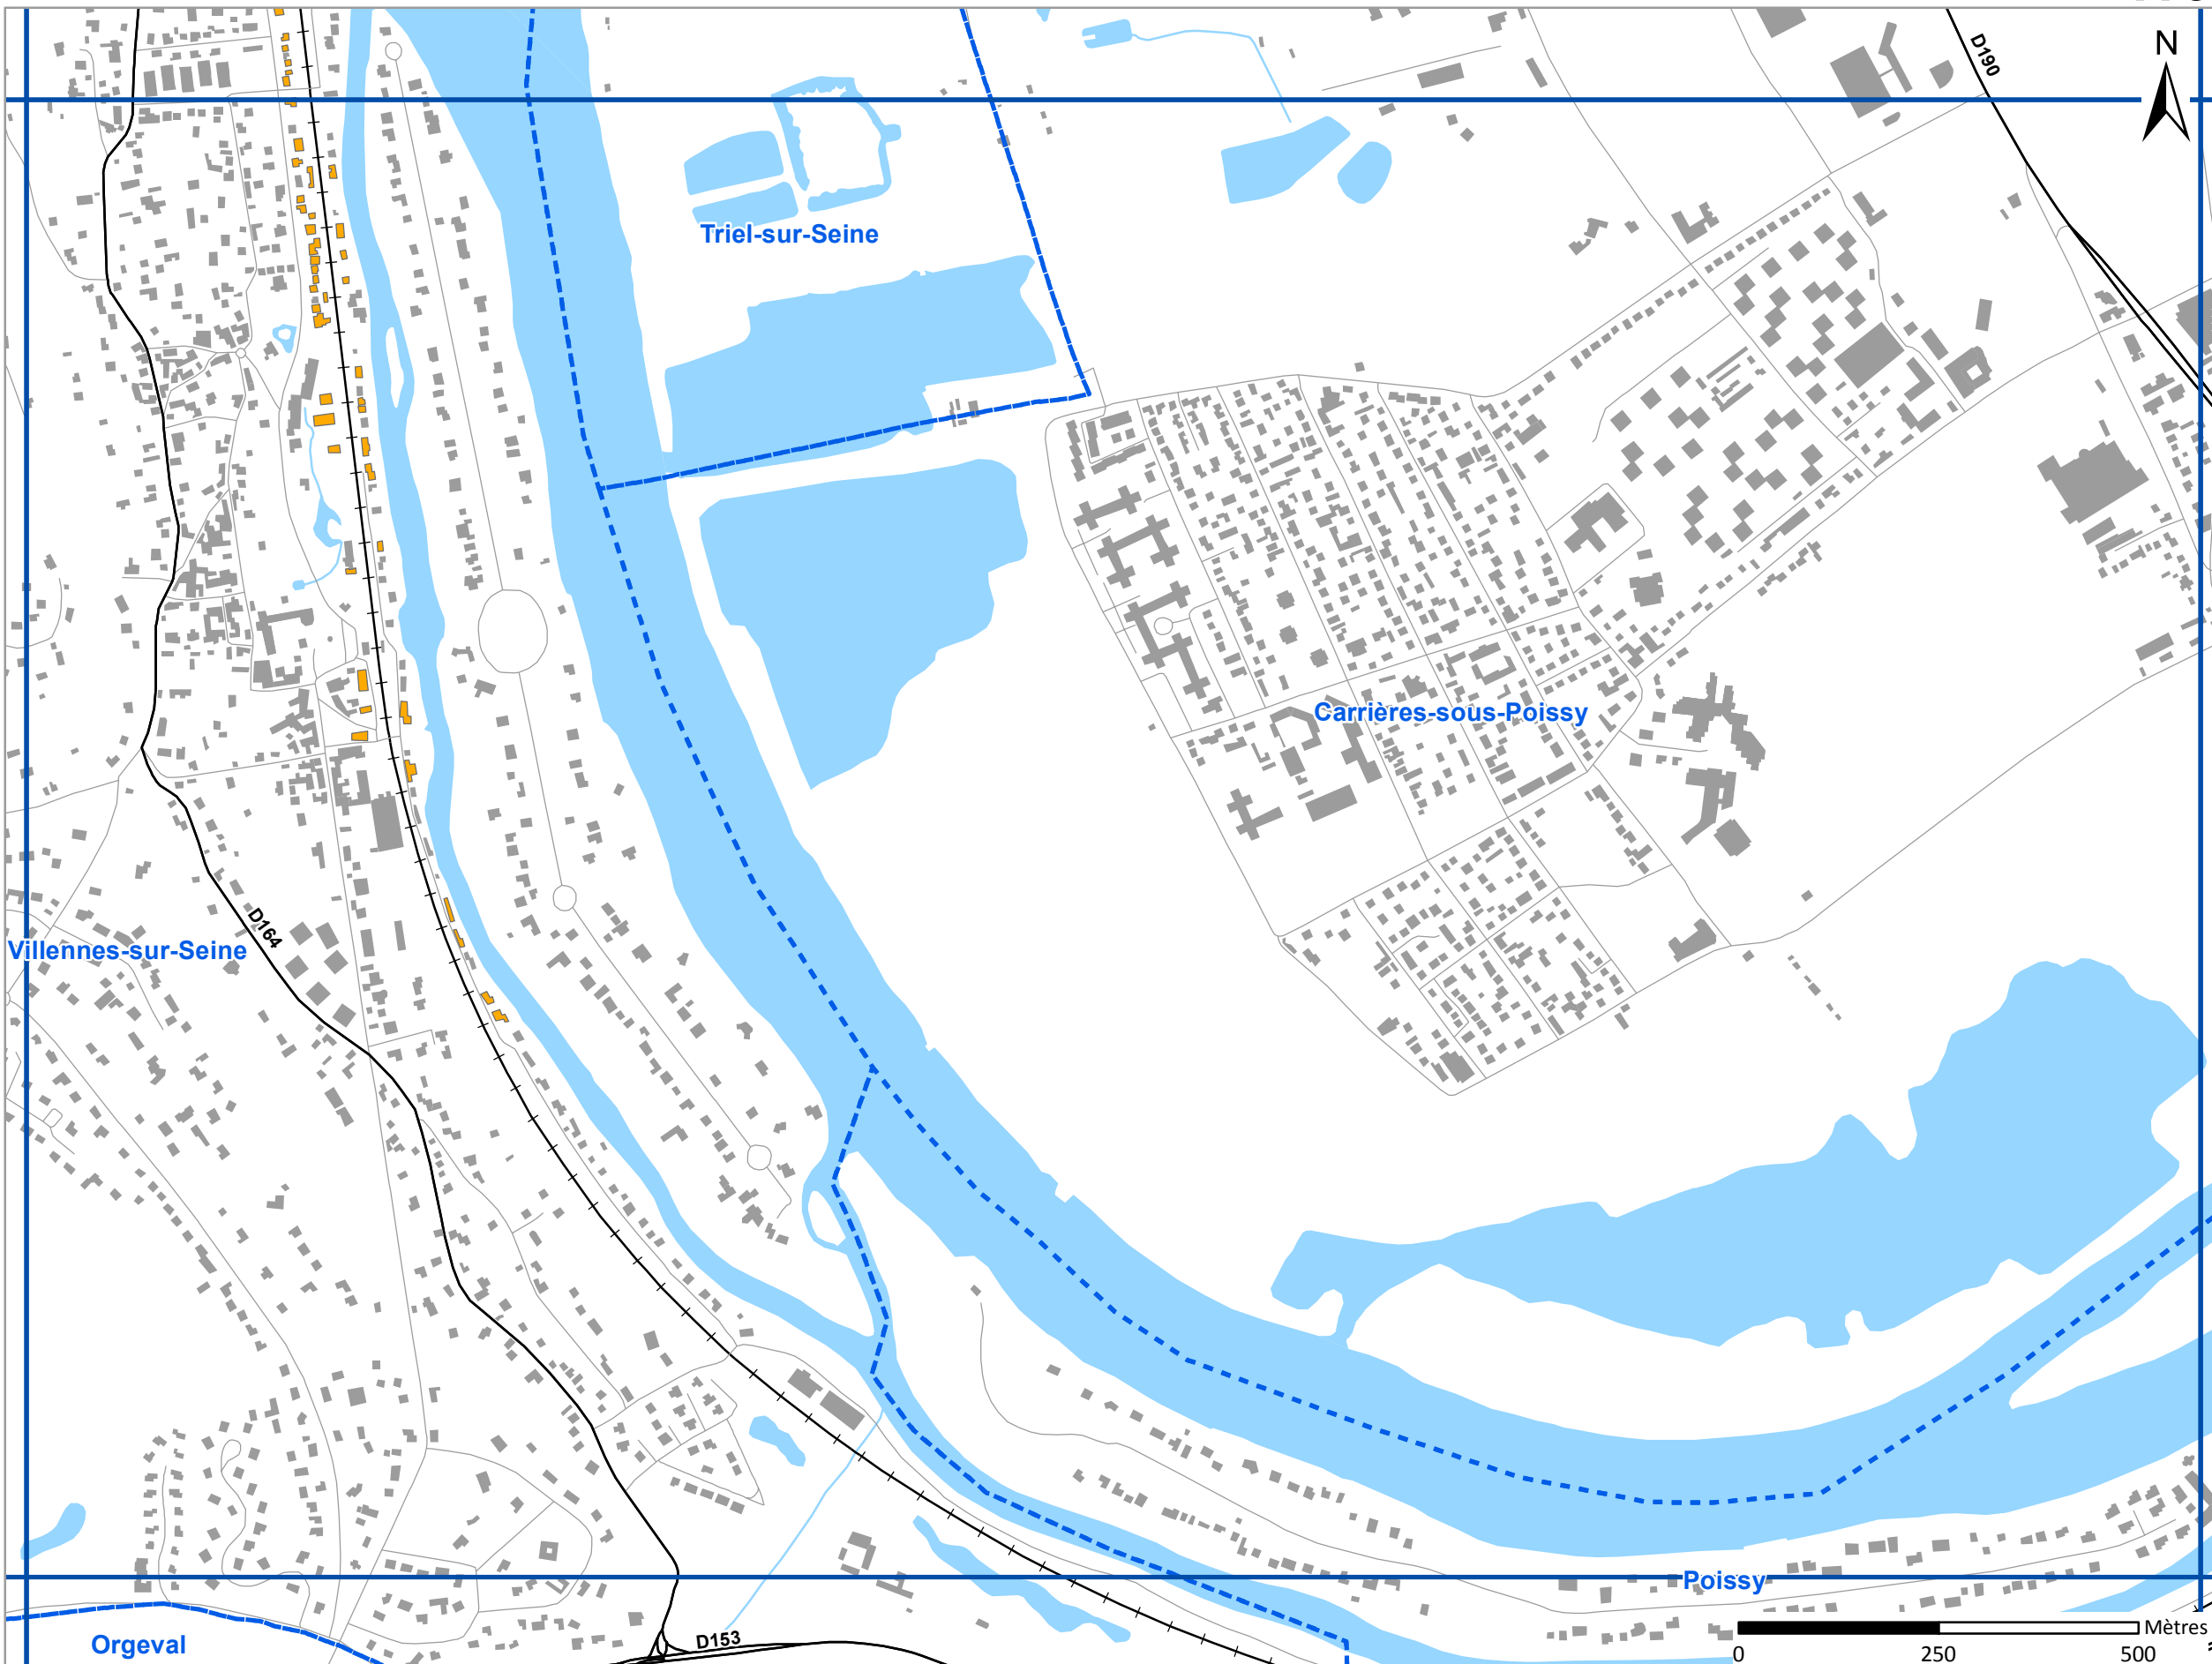 D190
N
Triel-sur-Seine
Carrières-sous-Poissy
D164
Villennes-sur-Seine
Poissy
Orgeval
D153
Mètres
0
250
500